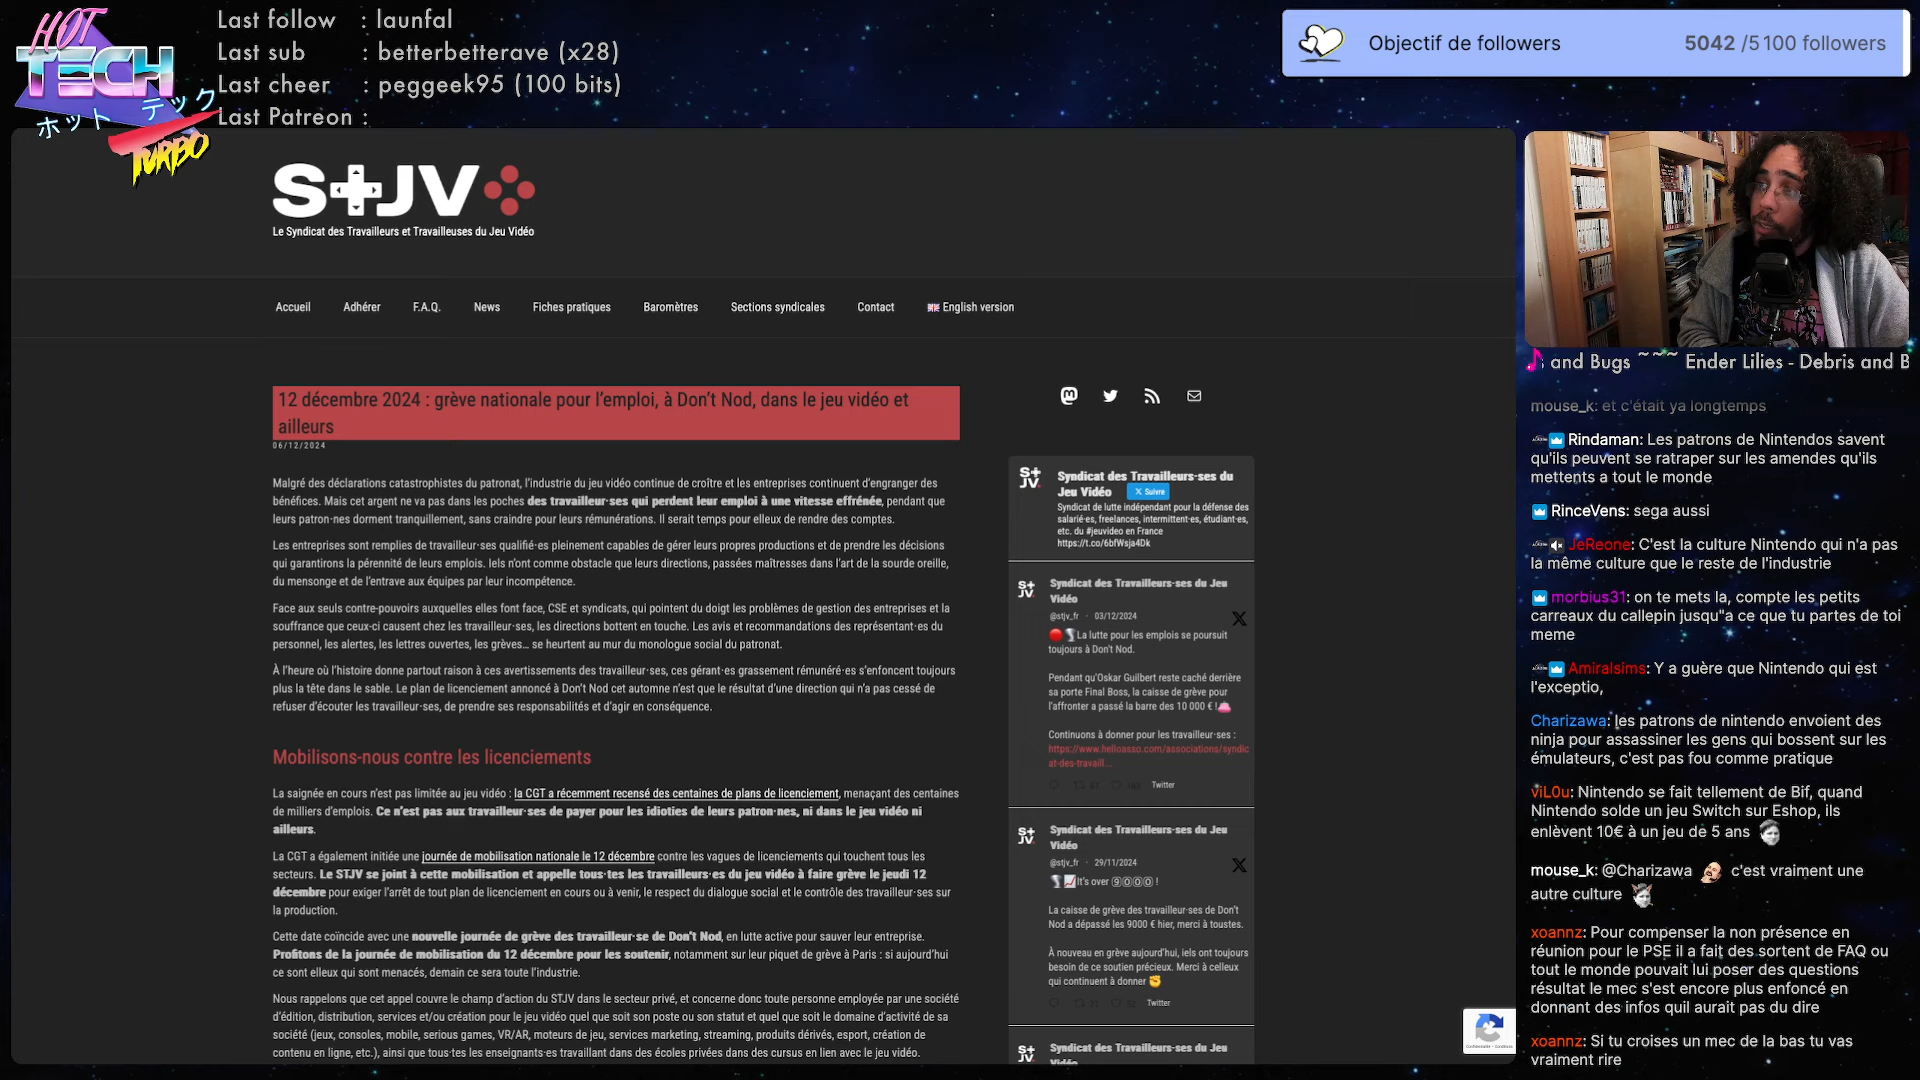 HOT
TECH
ホット テック
TURBO
Last follow : launfal
Last sub : betterbetterave (x28)
Last cheer : peggeek95 (100 bits)
Last Patreon :
Objectif de followers 5042 /5 100 followers
STJV
Le Syndicat des Travailleurs et Travailleuses du Jeu Vidéo
Accueil Adhérer F.A.Q. News Fiches pratiques Baromètres Sections syndicales Contact English version
12 décembre 2024 : grève nationale pour l’emploi, à Don’t Nod, dans le jeu vidéo et
ailleurs
06/12/2024
Malgré des déclarations catastrophistes du patronat, l’industrie du jeu vidéo continue de croître et les entreprises continuent d’engranger des
bénéfices. Mais cet argent ne va pas dans les poches des travailleur·ses qui perdent leur emploi à une vitesse effrénée, pendant que
leurs patron·nes dorment tranquillement, sans craindre pour leurs rémunérations. Il serait temps pour elleux de rendre des comptes.
Les entreprises sont remplies de travailleur·ses qualifié·es pleinement capables de gérer leurs propres productions et de prendre les décisions
qui garantirons la pérennité de leurs emplois. Iels n’ont comme obstacle que leurs directions, passées maîtresses dans l’art de la sourde oreille,
du mensonge et de l’entrave aux équipes par leur incompétence.
Face aux seuls contre-pouvoirs auxquelles elles font face, CSE et syndicats, qui pointent du doigt les problèmes de gestion des entreprises et la
souffrance que ceux-ci causent chez les travailleur·ses, les directions bottent en touche. Les avis et recommandations des représentant·es du
personnel, les alertes, les lettres ouvertes, les grèves... se heurtent au mur du monologue social du patronat.
À l’heure où l’histoire donne partout raison à ces avertissements des travailleur·ses, ces gérant·es grassement rémunéré·es s’enfoncent toujours
plus la tête dans le sable. Le plan de licenciement annoncé à Don’t Nod cet automne n’est que le résultat d’une direction qui n’a pas cessé de
refuser d’écouter les travailleur·ses, de prendre ses responsabilités et d’agir en conséquence.
Mobilisons-nous contre les licenciements
La saignée en cours n’est pas limitée au jeu vidéo : la CGT a récemment recensé des centaines de plans de licenciement, menaçant des centaines
de milliers d’emplois. Ce n’est pas aux travailleur·ses de payer pour les idioties de leurs patron·nes, ni dans le jeu vidéo ni
ailleurs.
La CGT a également initiée une journée de mobilisation nationale le 12 décembre contre les vagues de licenciements qui touchent tous les
secteurs. Le STJV se joint à cette mobilisation et appelle tous·tes les travailleurs·es du jeu vidéo à faire grève le jeudi 12
décembre pour exiger l’arrêt de tout plan de licenciement en cours ou à venir, le respect du dialogue social et le contrôle des travailleur·ses sur
la production.
Cette date coïncide avec une nouvelle journée de grève des travailleur·se de Don’t Nod, en lutte active pour sauver leur entreprise.
Profitons de la journée de mobilisation du 12 décembre pour les soutenir, notamment sur leur piquet de grève à Paris : si aujourd’hui
ce sont elleux qui sont menacés, demain ce sera toute l’industrie.
Nous rappelons que cet appel couvre le champ d’action du STJV dans le secteur privé, et concerne donc toute personne employée par une société
d’édition, distribution, services et/ou création pour le jeu vidéo quel que soit son poste ou son statut et quel que soit le domaine d’activité de sa
société (jeux, consoles, mobile, serious games, VR/AR, moteurs de jeu, services marketing, streaming, produits dérivés, esport, création de
contenu en ligne, etc.), ainsi que tous·tes les enseignants·es travaillant dans des écoles privées dans des cursus en lien avec le jeu vidéo.
Syndicat des Travailleurs·ses du
Jeu Vidéo Suivre
Syndicat de lutte indépendant pour la défense des
salarié·es, freelances, intermittent·es, étudiant·es,
etc. du #jeuvideo en France
https://t.co/6bfWsja4Dk
Syndicat des Travailleurs·ses du Jeu
Vidéo
@stjv_fr · 03/12/2024
La lutte pour les emplois se poursuit
toujours à Don't Nod.
Pendant qu'Oskar Guilbert reste caché derrière
sa porte Final Boss, la caisse de grève pour
l'affronter a passé la barre des 10 000 € !
Continuons à donner pour les travailleur·ses :
https://www.helloasso.com/associations/syndic
at-des-travaill...
Twitter
Syndicat des Travailleurs·ses du Jeu
Vidéo
@stjv_fr · 29/11/2024
It's over ⑨⓪⓪⓪ !
La caisse de grève des travailleur·ses de Don't
Nod a dépassé les 9000 € hier, merci à toustes.
À nouveau en grève aujourd'hui, iels ont toujours
besoin de ce soutien précieux. Merci à celleux
qui continuent à donner
Twitter
Syndicat des Travailleurs·ses du Jeu
Vidéo
s and Bugs ~~~ Ender Lilies - Debris and B
mouse_k: et c'était ya longtemps
Rindaman: Les patrons de Nintendos savent
qu'ils peuvent se ratraper sur les amendes qu'ils
mettents a tout le monde
RinceVens: sega aussi
JeReone: C'est la culture Nintendo qui n'a pas
la même culture que le reste de l'industrie
morbius31: on te mets la, compte les petits
carreaux du callepin jusqu"a ce que tu partes de toi
meme
Amiralsims: Y a guère que Nintendo qui est
l'exceptio,
Charizawa: les patrons de nintendo envoient des
ninja pour assassiner les gens qui bossent sur les
émulateurs, c'est pas fou comme pratique
viL0u: Nintendo se fait tellement de Bif, quand
Nintendo solde un jeu Switch sur Eshop, ils
enlèvent 10€ à un jeu de 5 ans
mouse_k: @Charizawa c'est vraiment une
autre culture
xoannz: Pour compenser la non présence en
réunion pour le PSE il a fait des sortent de FAQ ou
tout le monde pouvait lui poser des questions
résultat le mec s'est encore plus enfoncé en
donnant des infos quil aurait pas du dire
xoannz: Si tu croises un mec de la bas tu vas
vraiment rire